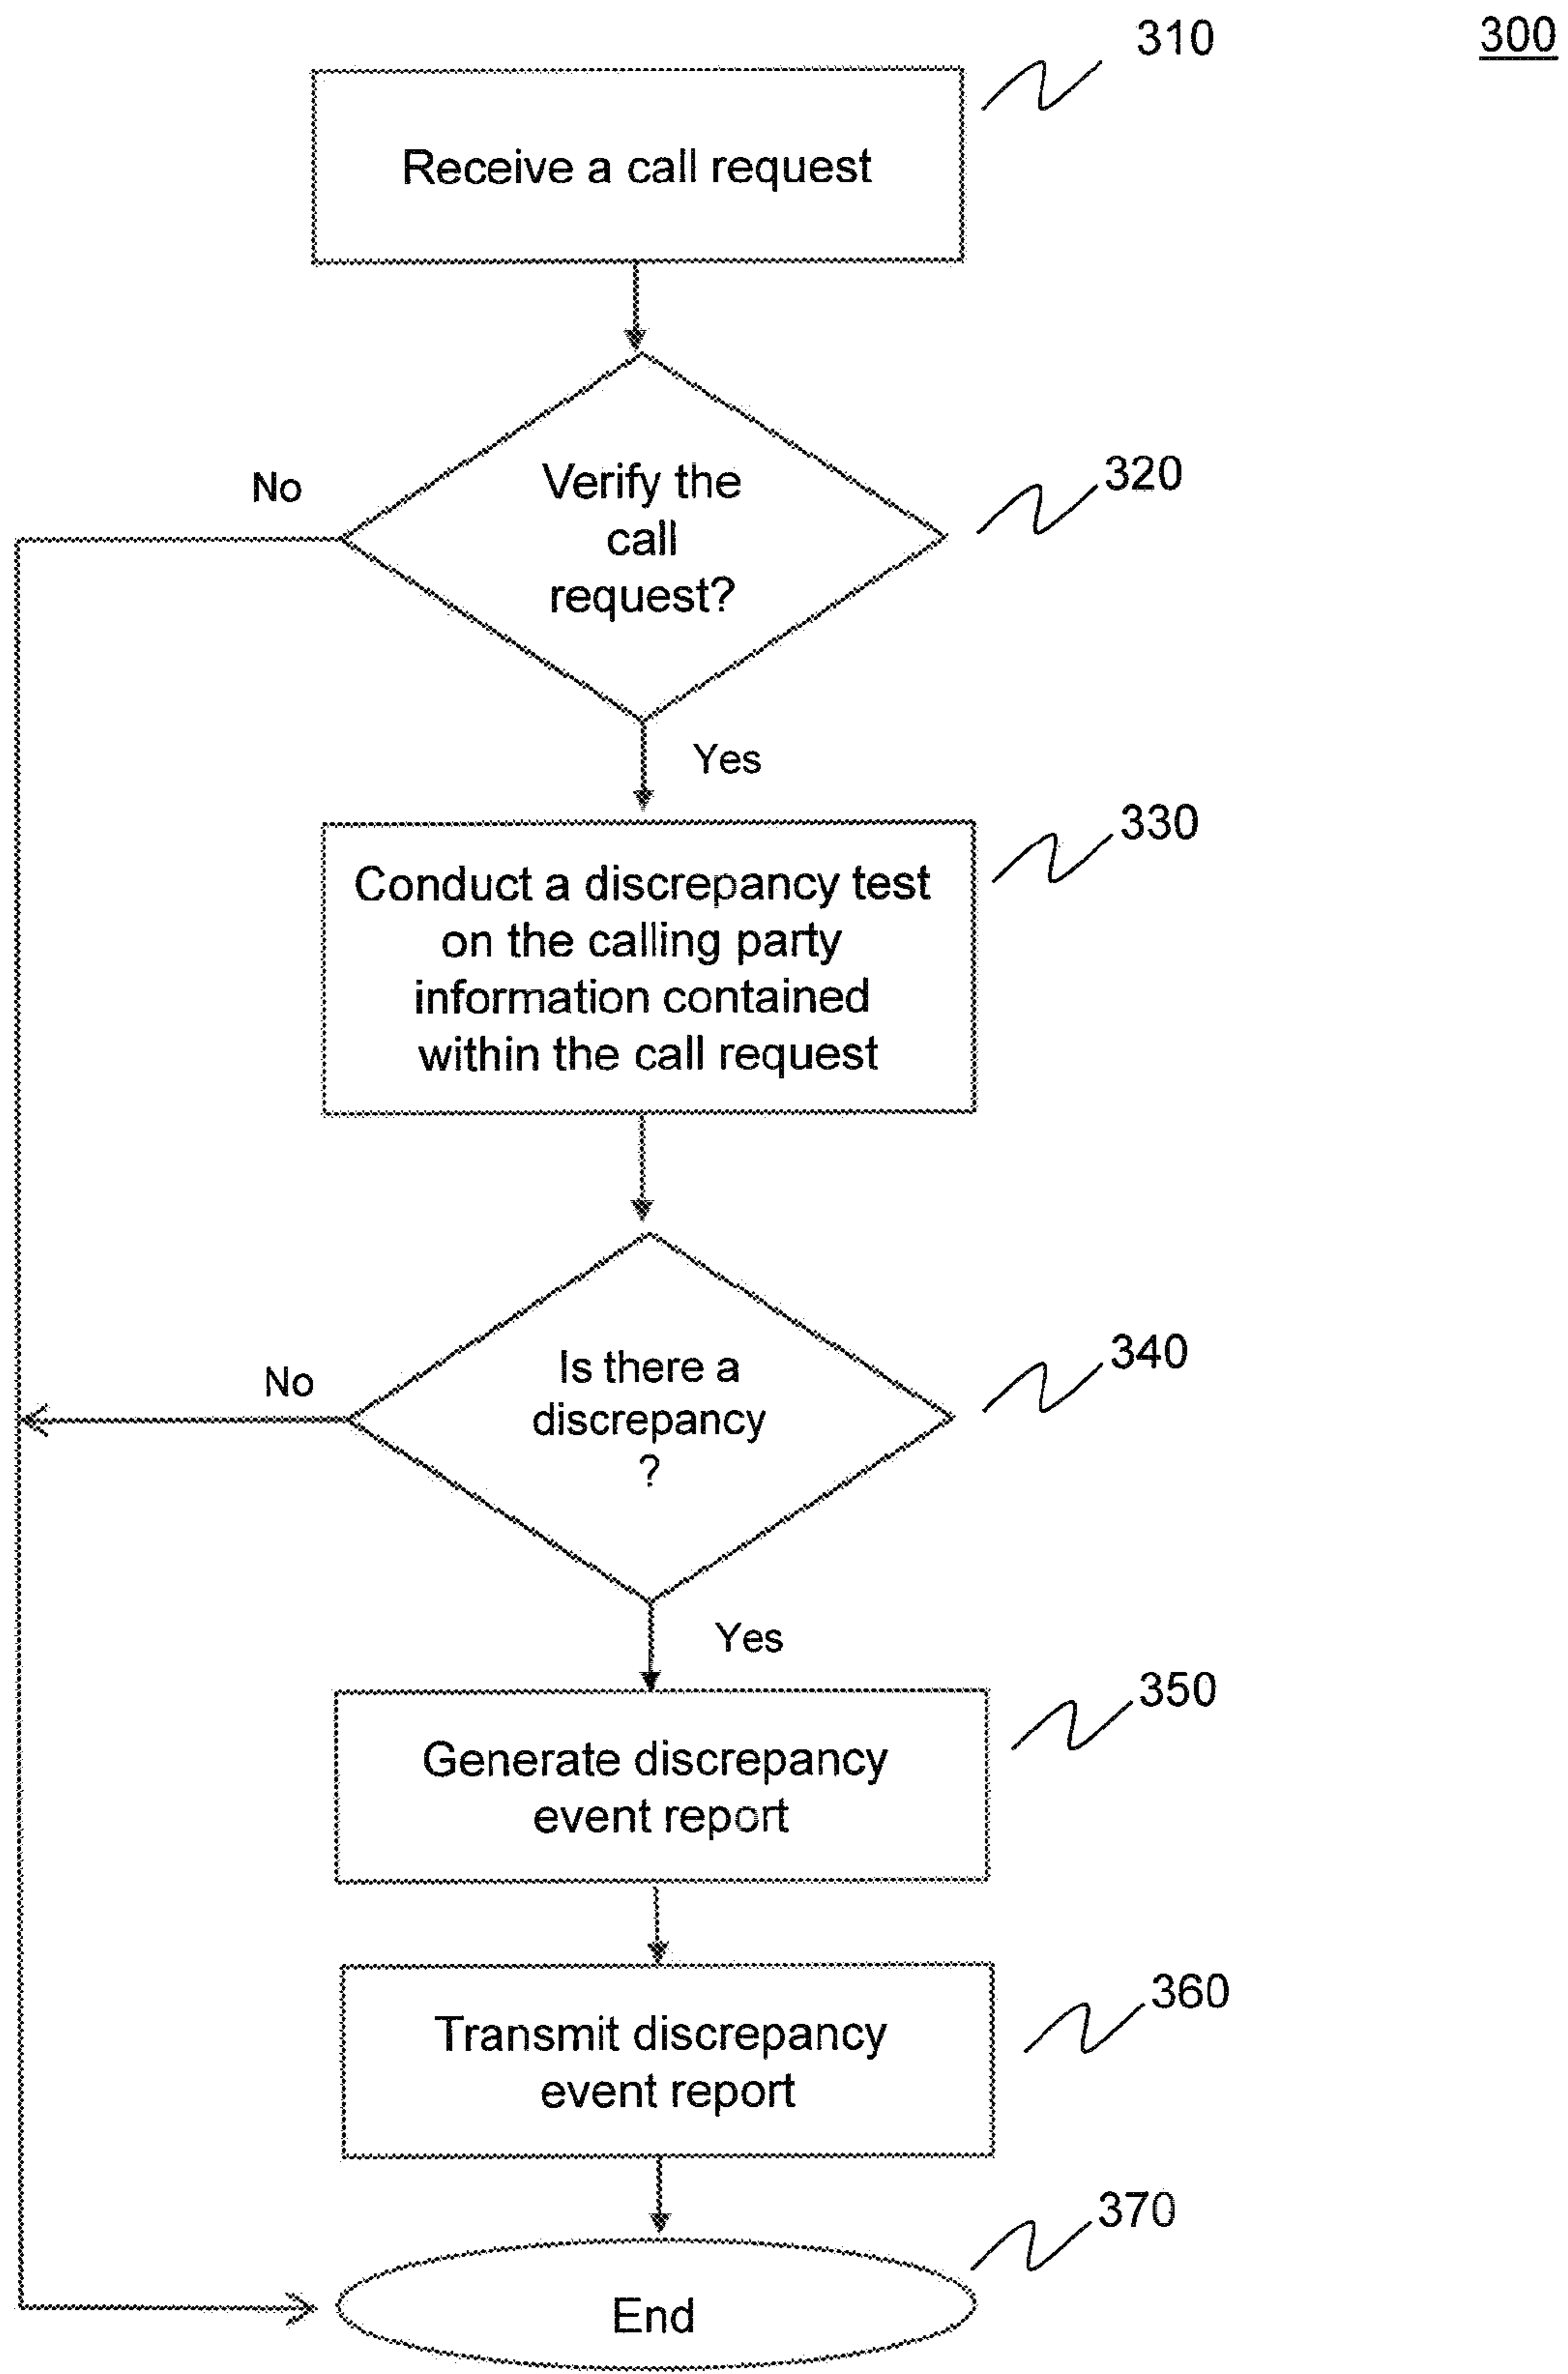 300
310
Receive a call request
No
320
Verify the
call
request?
Yes
330
Conduct a discrepancy test
on the calling party
information contained
within the call request
No
340
Is there a
discrepancy
?
Yes
350
Generate discrepancy
event report
360
Transmit discrepancy
event report
370
End